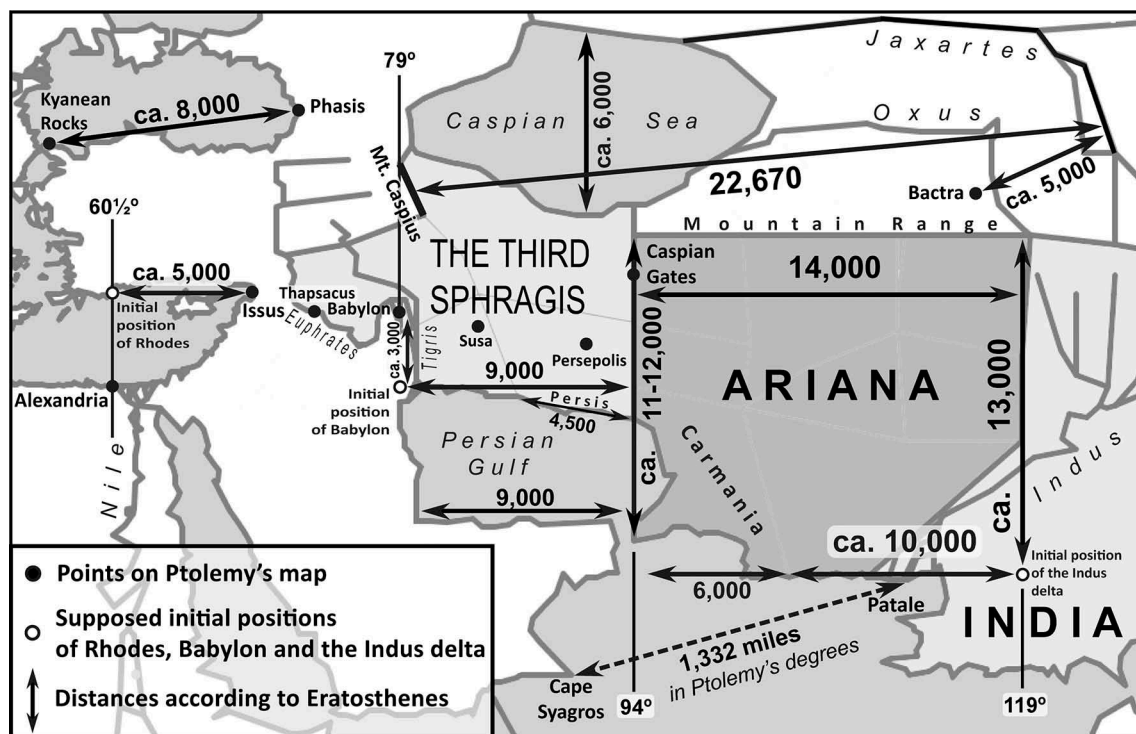 Jaxartes
79º
Kyanean
Rocks
ca. 8,000
Phasis
Caspian Sea
ca. 6,000
Oxus
Mt. Caspius
22,670
Bactra
ca. 5,000
60½º
Mountain Range
THE THIRD
SPHRAGIS
Caspian
Gates
14,000
ca. 5,000
Initial
position
of Rhodes
Issus
Thapsacus
Babylon
Euphrates
ca. 3,000
Tigris
Susa
Persepolis
9,000
ca. 11-12,000
ARIANA
ca. 13,000
Alexandria
Initial
position
of Babylon
Persis
4,500
Persian
Gulf
Carmania
Indus
Nile
9,000
ca. 10,000
6,000
Initial position
of the Indus
delta
Patale
INDIA
1,332 miles
in Ptolemy's degrees
Cape
Syagros
94º
119º
Points on Ptolemy's map
Supposed initial positions
of Rhodes, Babylon and the Indus delta
Distances according to Eratosthenes